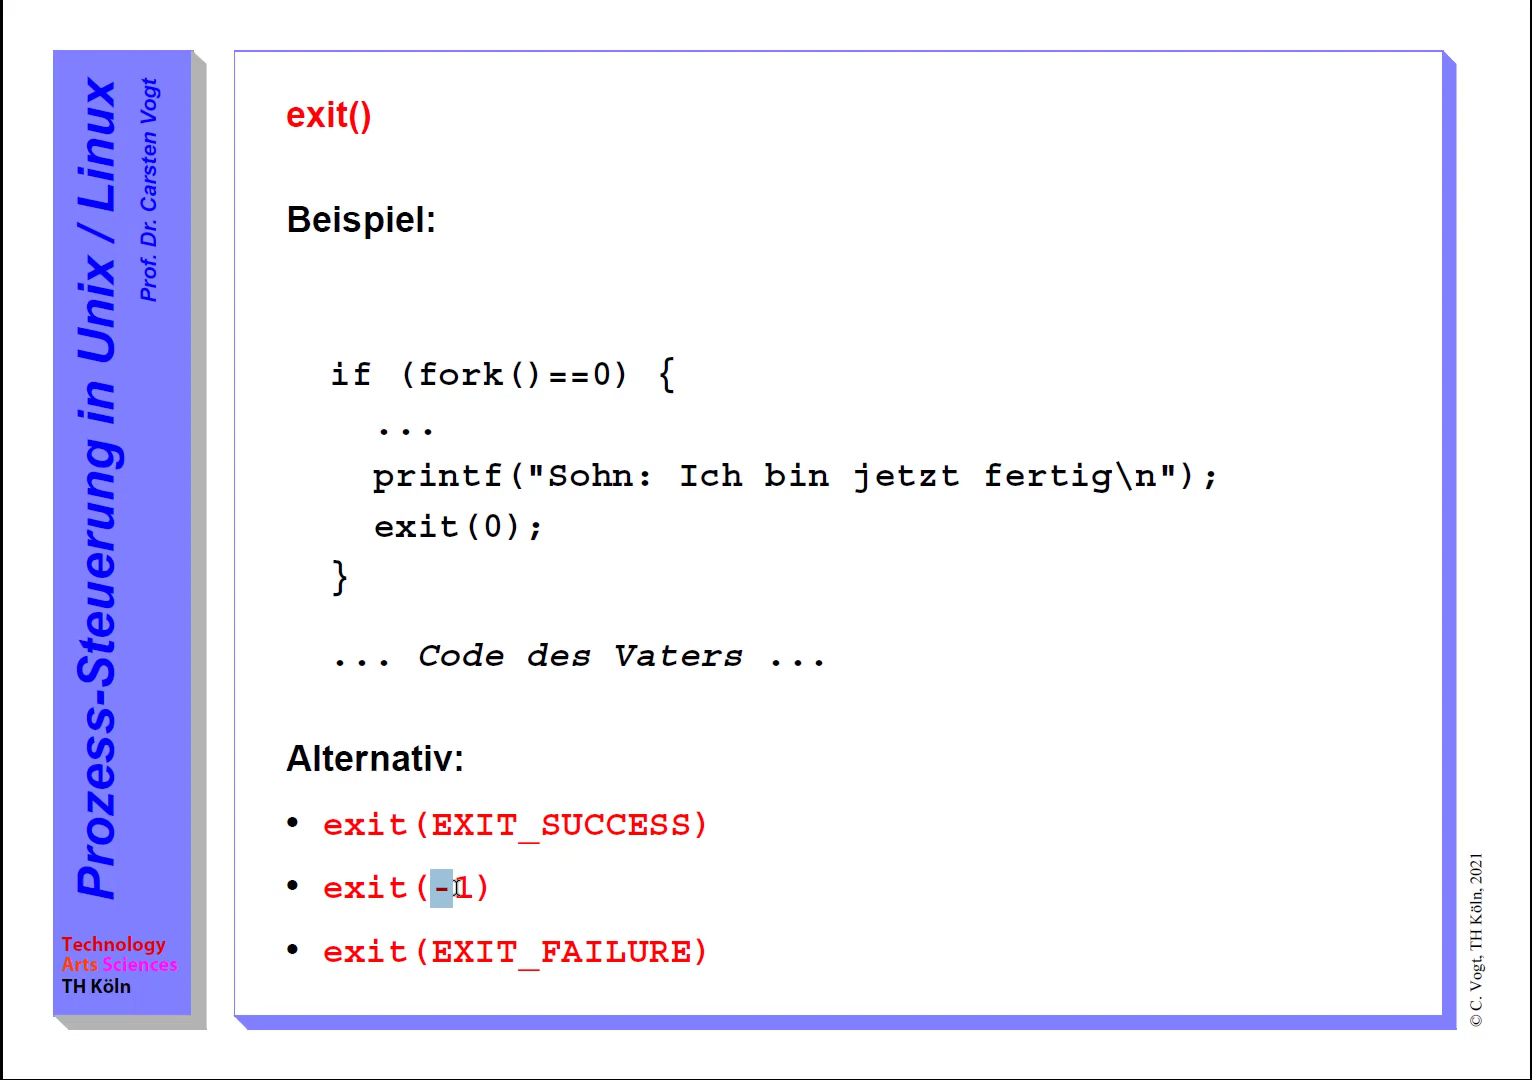 Prozess-Steuerung in Unix / Linux
Prof. Dr. Carsten Vogt
Technology
Arts Sciences
TH Köln
exit()
Beispiel:
if (fork()==0) {
...
printf("Sohn: Ich bin jetzt fertig\n");
exit(0);
}
... Code des Vaters ...
Alternativ:
• exit(EXIT_SUCCESS)
• exit(-1)
• exit(EXIT_FAILURE)
© C. Vogt, TH Köln, 2021